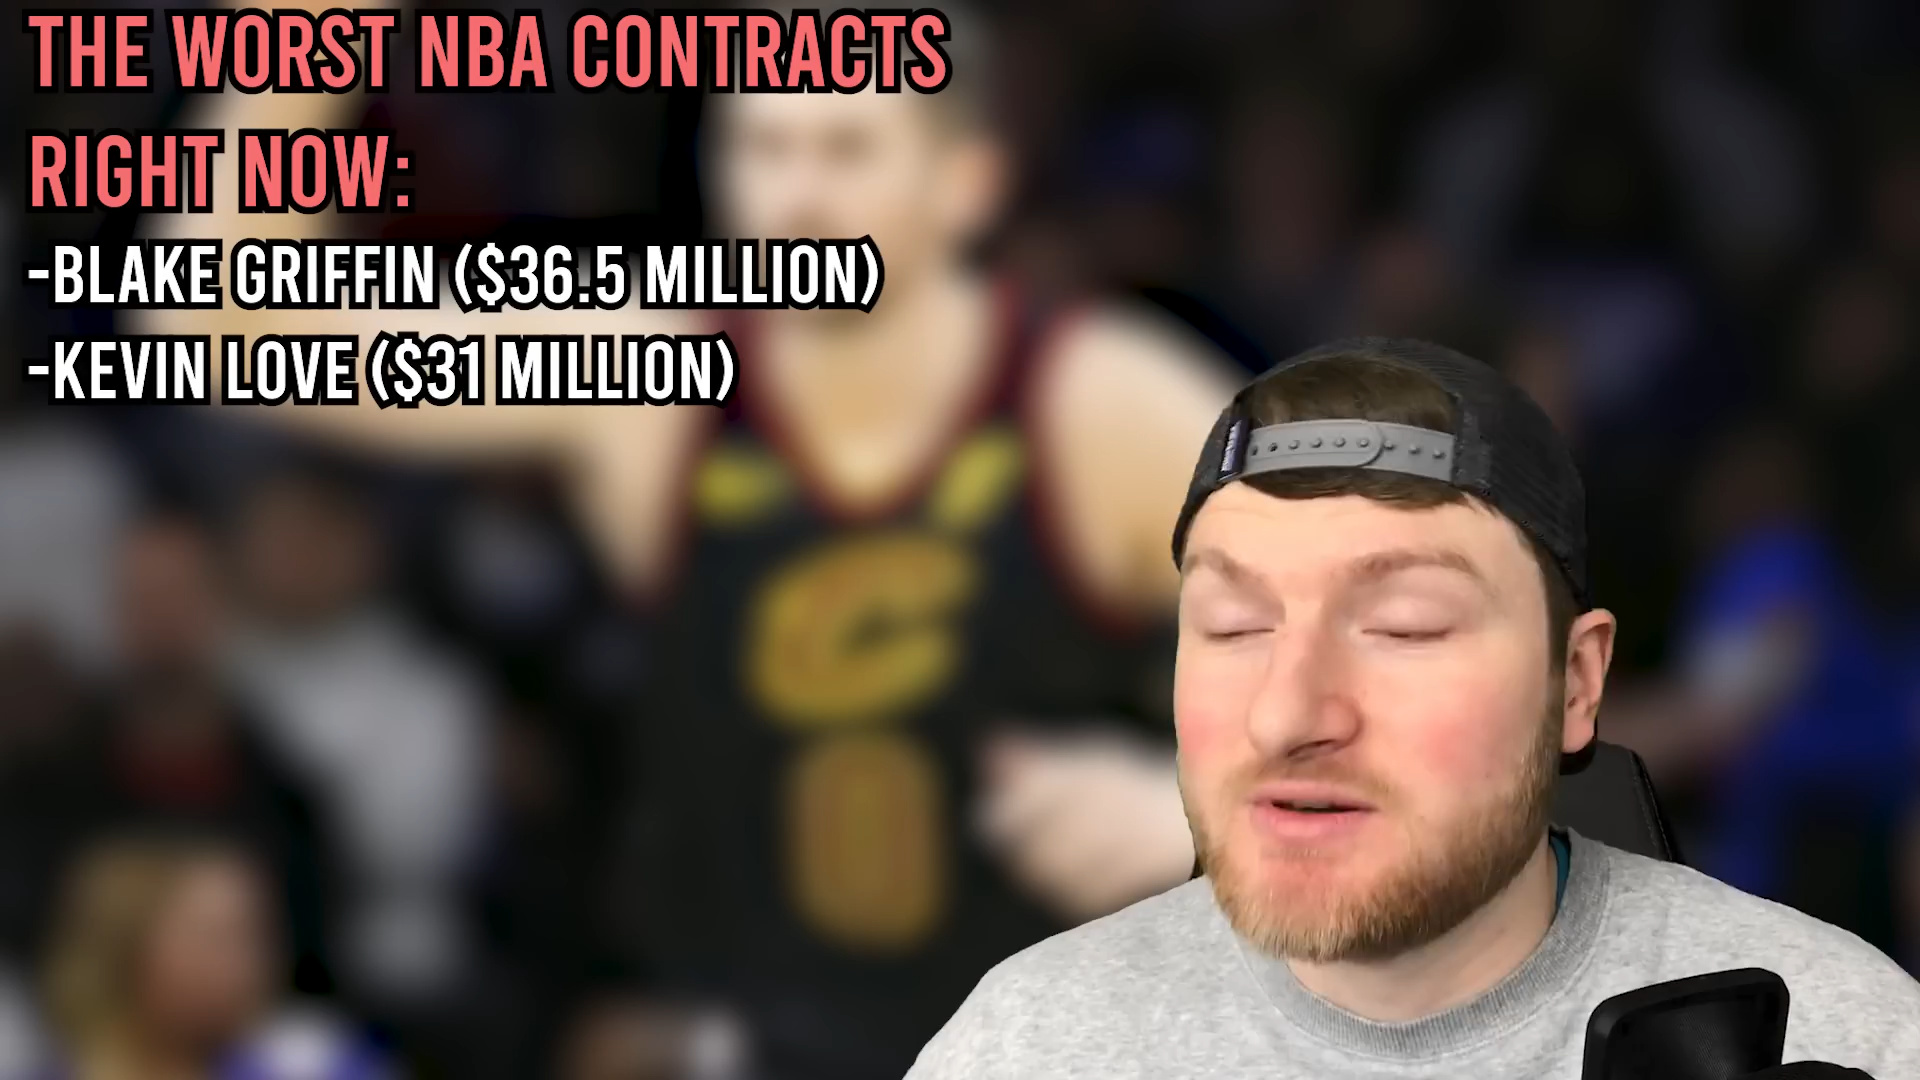 THE WORST NBA CONTRACTS
RIGHT NOW:
-BLAKE GRIFFIN ($36.5 MILLION)
-KEVIN LOVE ($31 MILLION)